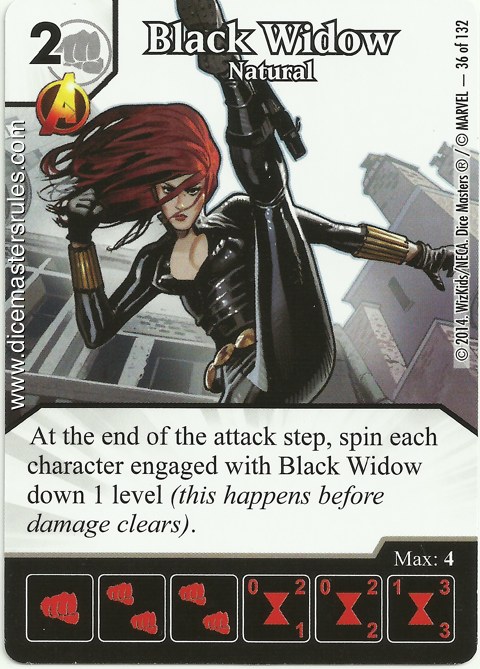 2
Black Widow
Natural
www.dicemastersrules.com
© 2014. WizKids/NECA. Dice Masters ® / © MARVEL — 36 of 132
At the end of the attack step, spin each
character engaged with Black Widow
down 1 level (this happens before
damage clears).
Max: 4
0 2
1
0 2
2
1 3
3